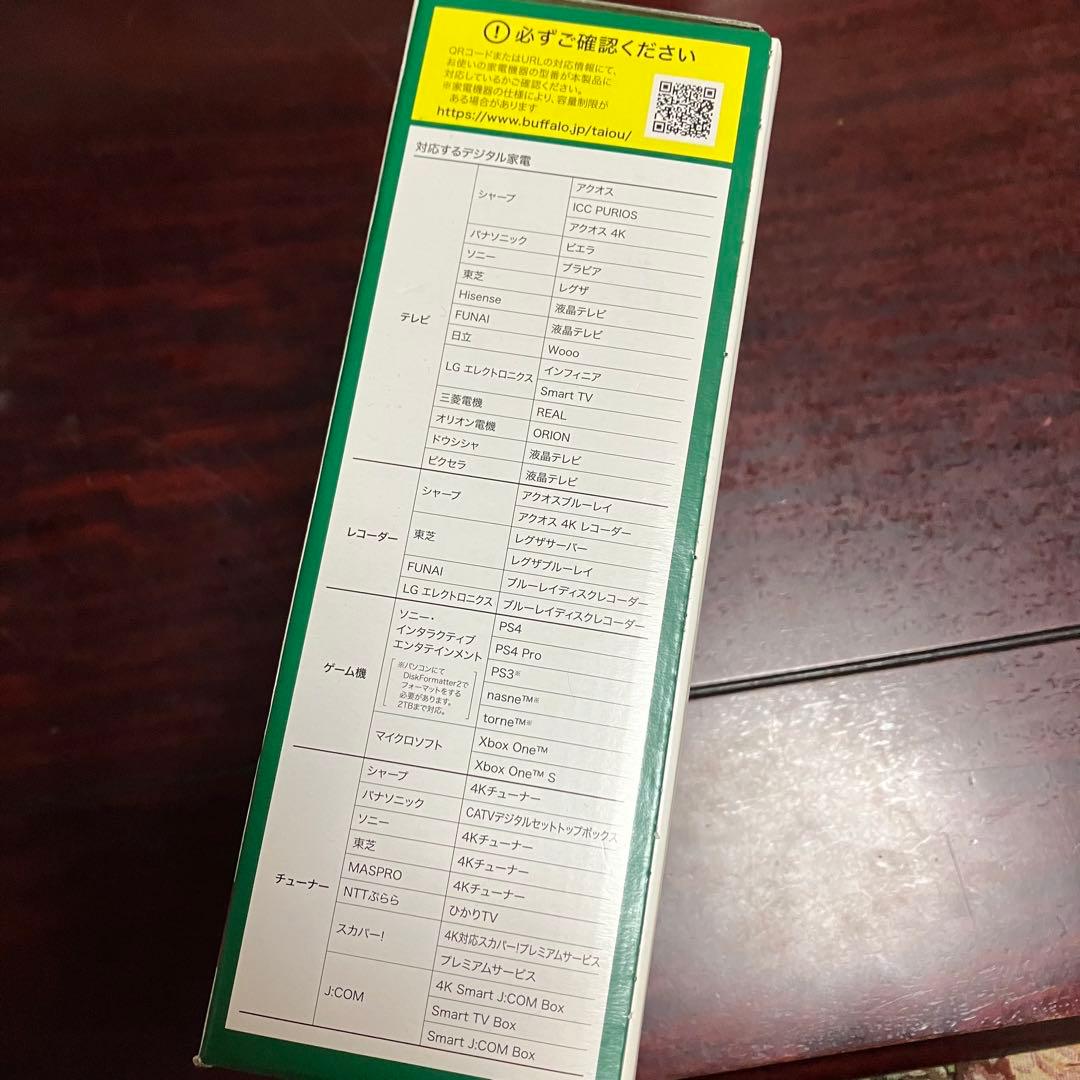 ! 必ずご確認ください
QRコードまたはURLの対応情報にて、
お使いの家電機器の型番が本製品に
対応しているかご確認ください。
※家電機器の仕様により、容量制限が
ある場合があります
https://www.buffalo.jp/taiou/
対応するデジタル家電
テレビ
シャープ
アクオス
ICC PURIOS
アクオス 4K
パナソニック
ビエラ
ソニー
ブラビア
東芝
レグザ
Hisense
液晶テレビ
FUNAI
液晶テレビ
日立
Wooo
LG エレクトロニクス
インフィニア
Smart TV
三菱電機
REAL
オリオン電機
ORION
ドウシシャ
液晶テレビ
ピクセラ
液晶テレビ
レコーダー
シャープ
アクオスブルーレイ
アクオス 4K レコーダー
東芝
レグザサーバー
レグザブルーレイ
FUNAI
ブルーレイディスクレコーダー
LG エレクトロニクス
ブルーレイディスクレコーダー
ゲーム機
ソニー・
インタラクティブ
エンタテインメント
※パソコンにて
DiskFormatter2で
フォーマットをする
必要があります。
2TBまで対応。
PS4
PS4 Pro
PS3※
nasne™※
torne™※
マイクロソフト
Xbox One™
Xbox One™ S
チューナー
シャープ
4Kチューナー
パナソニック
CATVデジタルセットトップボックス
ソニー
4Kチューナー
東芝
4Kチューナー
MASPRO
4Kチューナー
NTTぷらら
ひかりTV
スカパー!
4K対応スカパー!プレミアムサービス
プレミアムサービス
J:COM
4K Smart J:COM Box
Smart TV Box
Smart J:COM Box